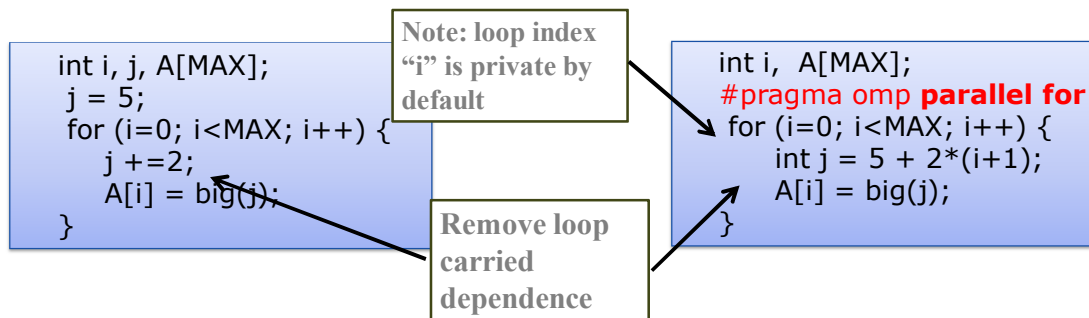 int i, j, A[MAX];
j = 5;
for (i=0; i<MAX; i++) {
j +=2;
A[i] = big(j);
}
Note: loop index
“i” is private by
default
Remove loop
carried
dependence
int i, A[MAX];
#pragma omp parallel for
for (i=0; i<MAX; i++) {
int j = 5 + 2*(i+1);
A[i] = big(j);
}